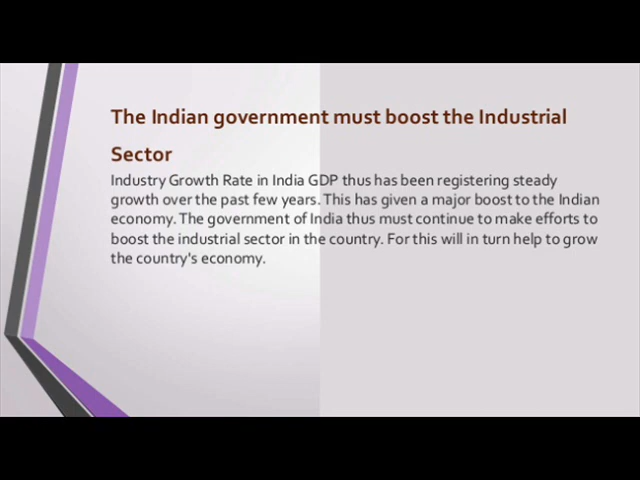 The Indian government must boost the Industrial
Sector
Industry Growth Rate in India GDP thus has been registering steady
growth over the past few years. This has given a major boost to the Indian
economy. The government of India thus must continue to make efforts to
boost the industrial sector in the country. For this will in turn help to grow
the country's economy.